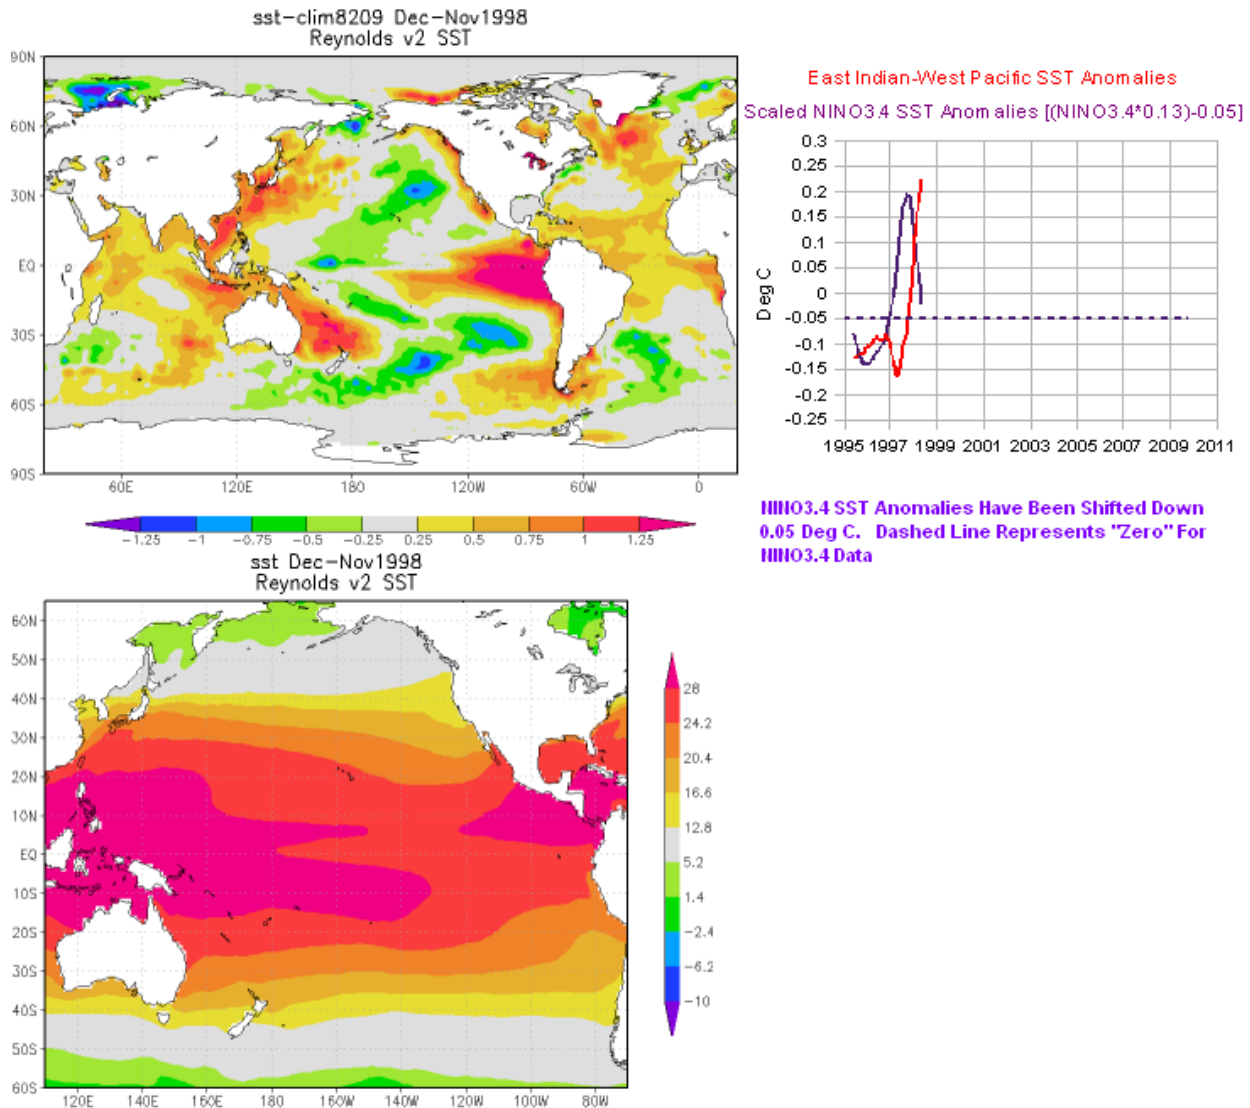 sst-clim8209 Dec-Nov1998
Reynolds v2 SST
90N
60N
30N
EQ
30S
60S
90S
60E 120E 180 120W 60W 0
-1.25 -1 -0.75 -0.5 -0.25 0.25 0.5 0.75 1 1.25
East Indian-West Pacific SST Anomalies
Scaled NINO3.4 SST Anomalies [(NINO3.4*0.13)-0.05]
Deg C
0.3
0.25
0.2
0.15
0.1
0.05
0
-0.05
-0.1
-0.15
-0.2
-0.25
1995 1997 1999 2001 2003 2005 2007 2009 2011
NINO3.4 SST Anomalies Have Been Shifted Down
0.05 Deg C. Dashed Line Represents "Zero" For
NINO3.4 Data
sst Dec-Nov1998
Reynolds v2 SST
60N
50N
40N
30N
20N
10N
EQ
10S
20S
30S
40S
50S
60S
120E 140E 160E 180 160W 140W 120W 100W 80W
28
24.2
20.4
16.6
12.8
5.2
1.4
-2.4
-6.2
-10